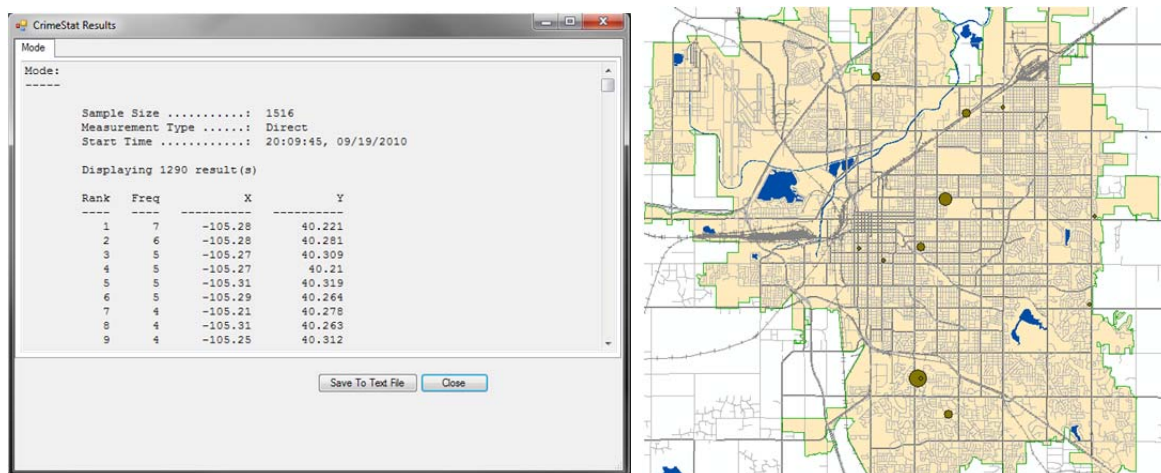 CrimeStat Results
Mode
Mode:
-----
Sample Size ...........: 1516
Measurement Type ......: Direct
Start Time ............: 20:09:45, 09/19/2010
Displaying 1290 result(s)
Rank Freq X Y
---- ---- ---------- ----------
1 7 -105.28 40.221
2 6 -105.28 40.281
3 5 -105.27 40.309
4 5 -105.27 40.21
5 5 -105.31 40.319
6 5 -105.29 40.264
7 4 -105.21 40.278
8 4 -105.31 40.263
9 4 -105.25 40.312
Save To Text File Close